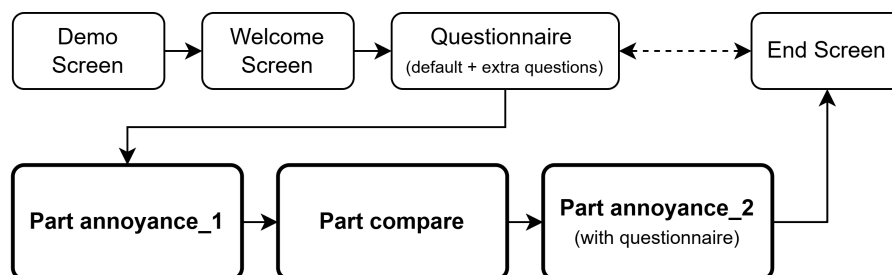 Demo
Screen
Welcome
Screen
Questionnaire
(default + extra questions)
End Screen
Part annoyance_1
Part compare
Part annoyance_2
(with questionnaire)